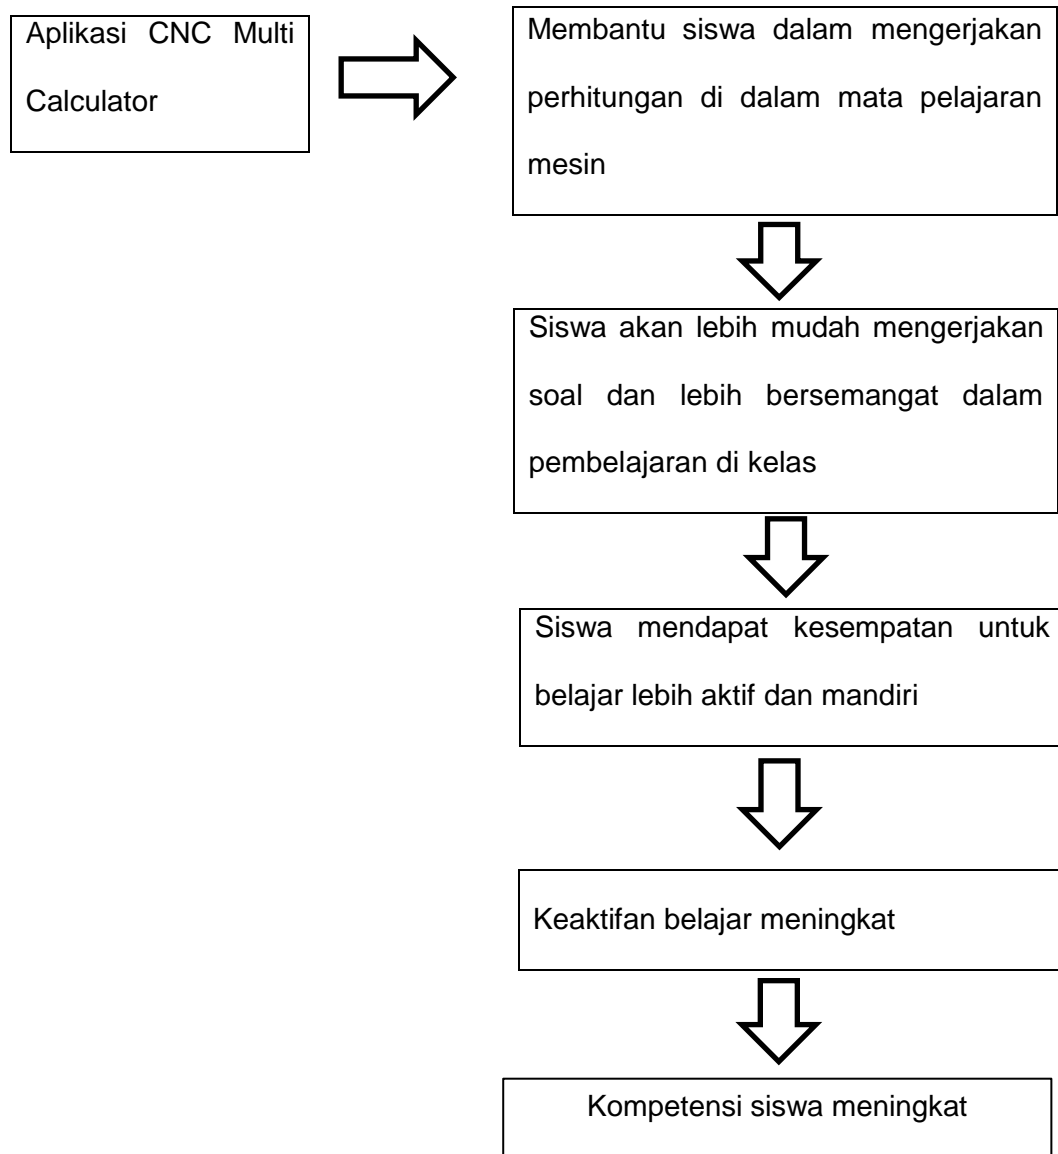 Aplikasi CNC Multi
Calculator
Membantu siswa dalam mengerjakan
perhitungan di dalam mata pelajaran
mesin
Siswa akan lebih mudah mengerjakan
soal dan lebih bersemangat dalam
pembelajaran di kelas
Siswa mendapat kesempatan untuk
belajar lebih aktif dan mandiri
Keaktifan belajar meningkat
Kompetensi siswa meningkat